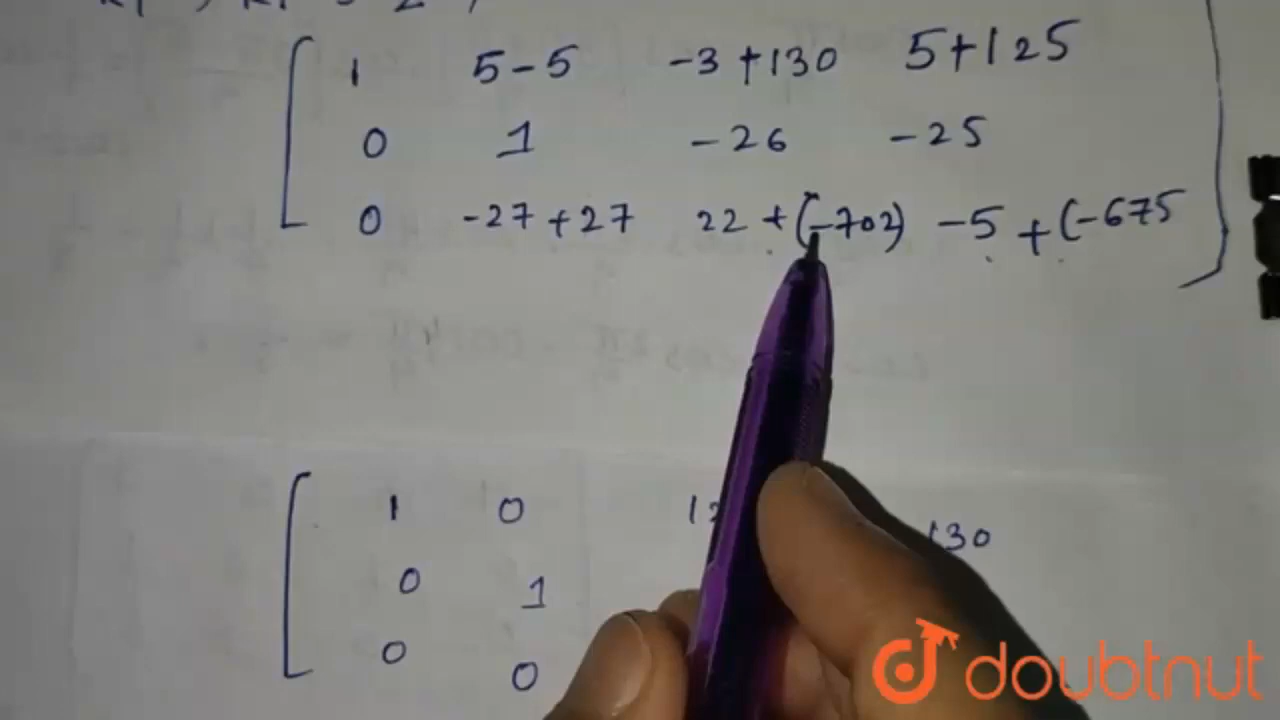 1 5-5 -3+130 5+125
0 1 -26 -25
0 -27+27 22+(-702) -5+(-675
1 0 130
0 1
0 0
doubtnut